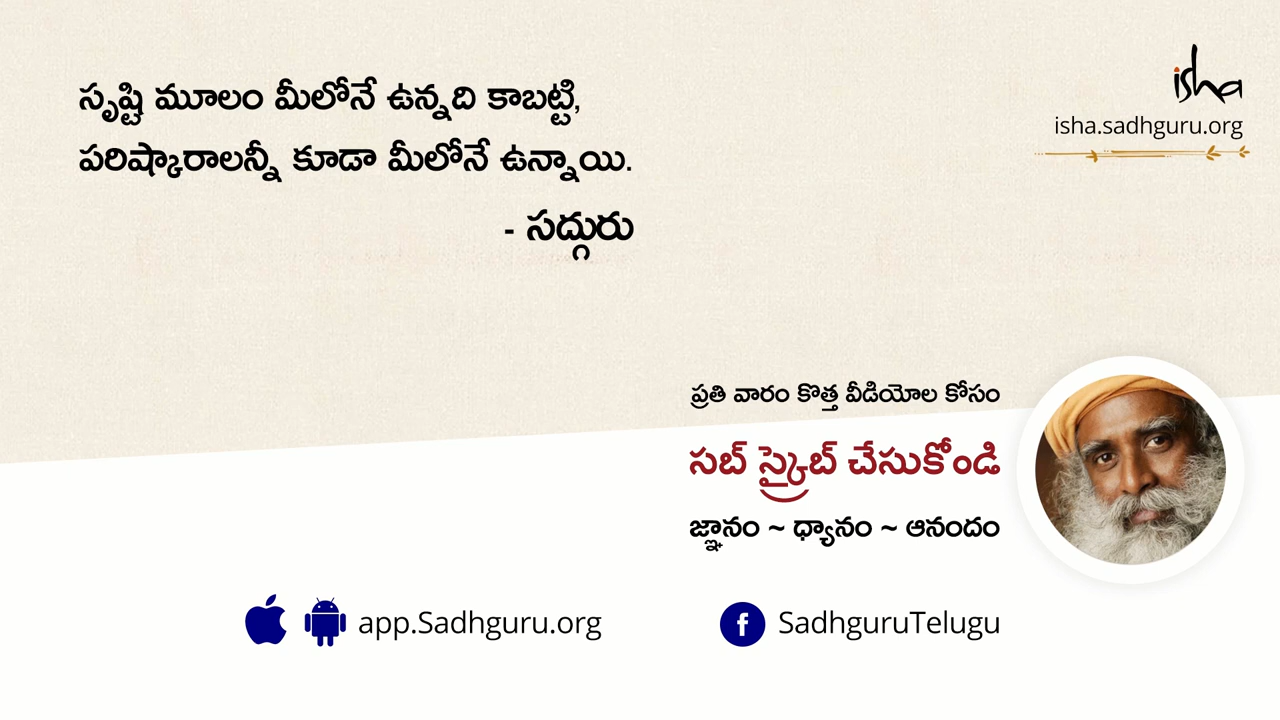 సృష్టి మూలం మీలోనే ఉన్నది కాబట్టి,
పరిష్కారాలన్నీ కూడా మీలోనే ఉన్నాయి.
- సద్గురు
isha
isha.sadhguru.org
ప్రతి వారం కొత్త వీడియోల కోసం
సబ్ స్క్రైబ్ చేసుకోండి
జ్ఞానం ~ ధ్యానం ~ ఆనందం
app.Sadhguru.org
f SadhguruTelugu